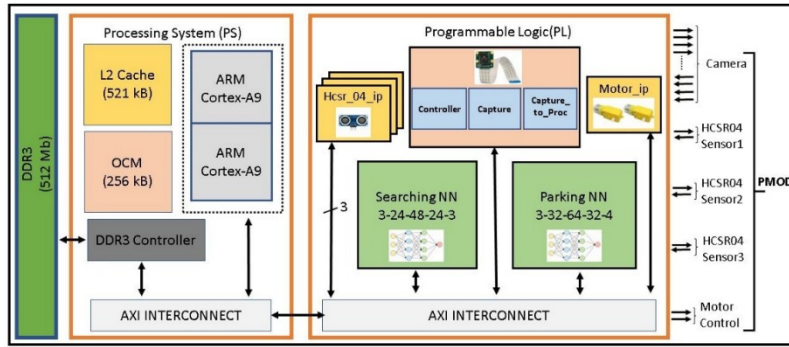 DDR3
(512 Mb)
Processing System (PS)
L2 Cache
(521 kB)
OCM
(256 kB)
ARM
Cortex-A9
ARM
Cortex-A9
DDR3 Controller
AXI INTERCONNECT
Programmable Logic(PL)
Hcsr_04_ip
Controller
Capture
Capture_
to_Proc
Motor_ip
3
Searching NN
3-24-48-24-3
Parking NN
3-32-64-32-4
AXI INTERCONNECT
Camera
HCSR04
Sensor1
HCSR04
Sensor2
HCSR04
Sensor3
Motor
Control
PMOD